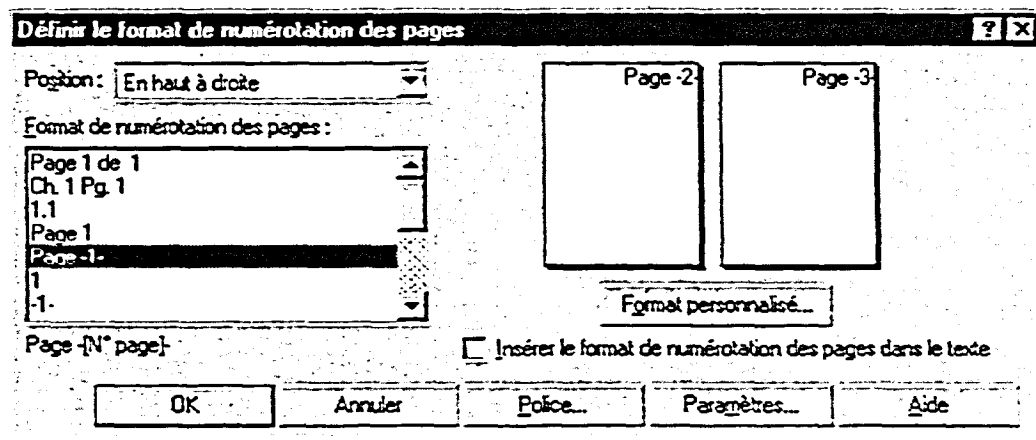 Définir le format de numérotation des pages
Position : En haut à droite
Format de numérotation des pages :
Page 1 de 1
Ch. 1 Pg. 1
1.1
Page 1
Page -1-
1
-1-
Page -[N° page]-
Page -2-
Page -3-
Format personnalisé...
Insérer le format de numérotation des pages dans le texte
OK
Annuler
Police...
Paramètres...
Aide